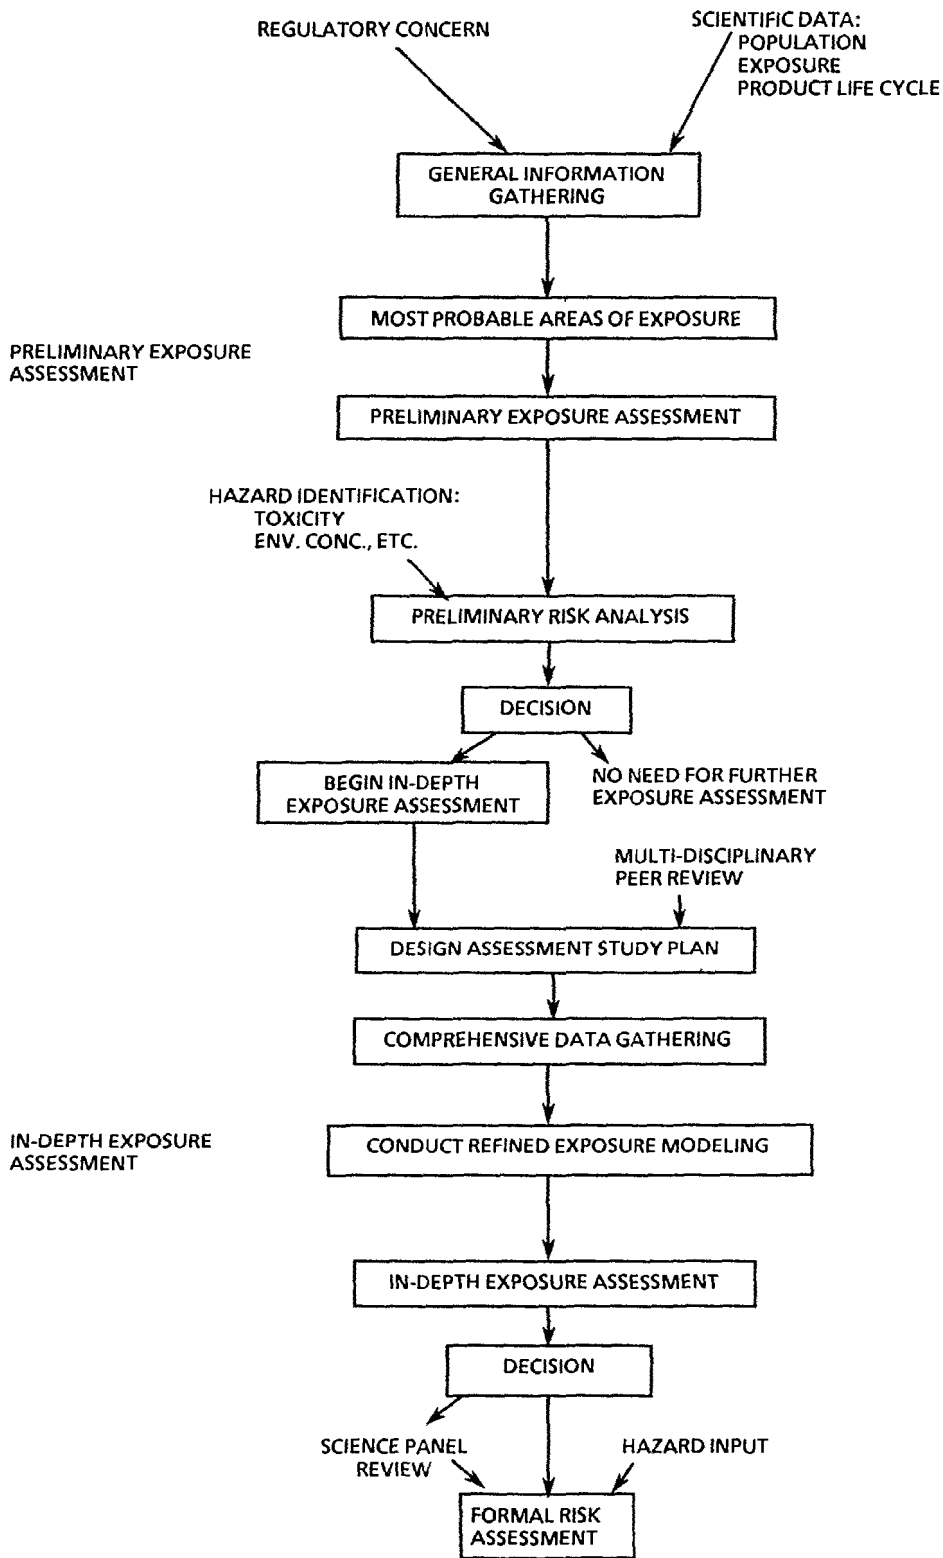 REGULATORY CONCERN
SCIENTIFIC DATA:
POPULATION
EXPOSURE
PRODUCT LIFE CYCLE
GENERAL INFORMATION
GATHERING
MOST PROBABLE AREAS OF EXPOSURE
PRELIMINARY EXPOSURE
ASSESSMENT
PRELIMINARY EXPOSURE ASSESSMENT
HAZARD IDENTIFICATION:
TOXICITY
ENV. CONC., ETC.
PRELIMINARY RISK ANALYSIS
DECISION
BEGIN IN-DEPTH
EXPOSURE ASSESSMENT
NO NEED FOR FURTHER
EXPOSURE ASSESSMENT
MULTI-DISCIPLINARY
PEER REVIEW
DESIGN ASSESSMENT STUDY PLAN
COMPREHENSIVE DATA GATHERING
IN-DEPTH EXPOSURE
ASSESSMENT
CONDUCT REFINED EXPOSURE MODELING
IN-DEPTH EXPOSURE ASSESSMENT
DECISION
SCIENCE PANEL
REVIEW
HAZARD INPUT
FORMAL RISK
ASSESSMENT